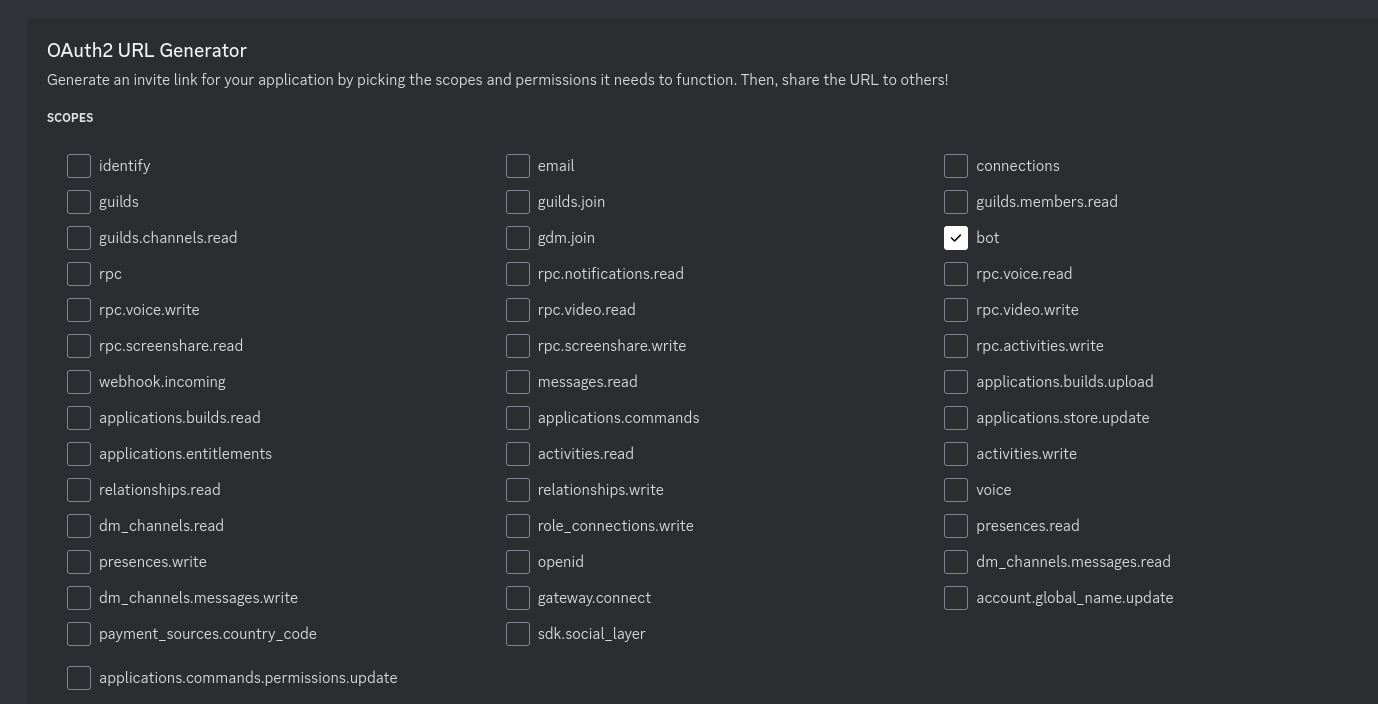 OAuth2 URL Generator
Generate an invite link for your application by picking the scopes and permissions it needs to function. Then, share the URL to others!
SCOPES
identify email connections
guilds guilds.join guilds.members.read
guilds.channels.read gdm.join bot
rpc rpc.notifications.read rpc.voice.read
rpc.voice.write rpc.video.read rpc.video.write
rpc.screenshare.read rpc.screenshare.write rpc.activities.write
webhook.incoming messages.read applications.builds.upload
applications.builds.read applications.commands applications.store.update
applications.entitlements activities.read activities.write
relationships.read relationships.write voice
dm_channels.read role_connections.write presences.read
presences.write openid dm_channels.messages.read
dm_channels.messages.write gateway.connect account.global_name.update
payment_sources.country_code sdk.social_layer
applications.commands.permissions.update